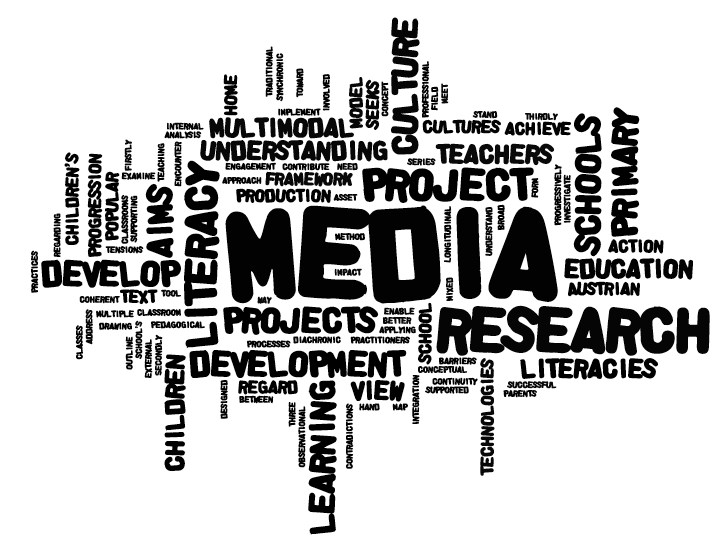 CULTURE
HOME
TRADITIONAL
SYNCHRONIC
TOWARD
INVOLVED
MODEL
SEEKS
CONCEPT
PROFESSIONAL
FIELD
MEET
IMPLEMENT
STAND
THIRDLY
INTERNAL
ANALYSIS
MULTIMODAL
CULTURES
ACHIEVE
SCHOOLS
PRIMARY
UNDERSTANDING
SERIES
TEACHERS
CHILDREN'S
PROGRESSION
POPULAR
FIRSTLY
EXAMINE
TEACHING
ENCOUNTER
ENGAGEMENT
CONTRIBUTE
NEED
APPROACH
FRAMEWORK
PROJECT
FORM
PROGRESSIVELY
INVESTIGATE
PRODUCTION
ASSET
REGARDING
CLASSROOMS
SUPPORTING
AIMS
LITERACY
MEDIA
METHOD
IMPACT
LONGITUDINAL
UNDERSTAND
BROAD
MIXED
TENSIONS
ACTION
PRACTICES
DEVELOP
EDUCATION
AUSTRIAN
COHERENT
TEXT
TOOL
MAY
CLASSES
ADDRESS
MULTIPLE
CLASSROOM
DRAWING
PEDAGOGICAL
PROJECTS
ENABLE
BETTER
APPLYING
SCHOOL
RESEARCH
OUTLINE
SCHOOL'S
EXTERNAL
SECONDLY
PROCESSES
DIACHRONIC
PRACTITIONERS
DEVELOPMENT
BARRIERS
CONCEPTUAL
LITERACIES
CHILDREN
DESIGNED
REGARD
BETWEEN
VIEW
HAND
MAP
CONTINUITY
SUPPORTED
SUCCESSFUL
PARENTS
INTEGRATION
TECHNOLOGIES
THREE
OBSERVATIONAL
LEARNING
CONTRADICTIONS